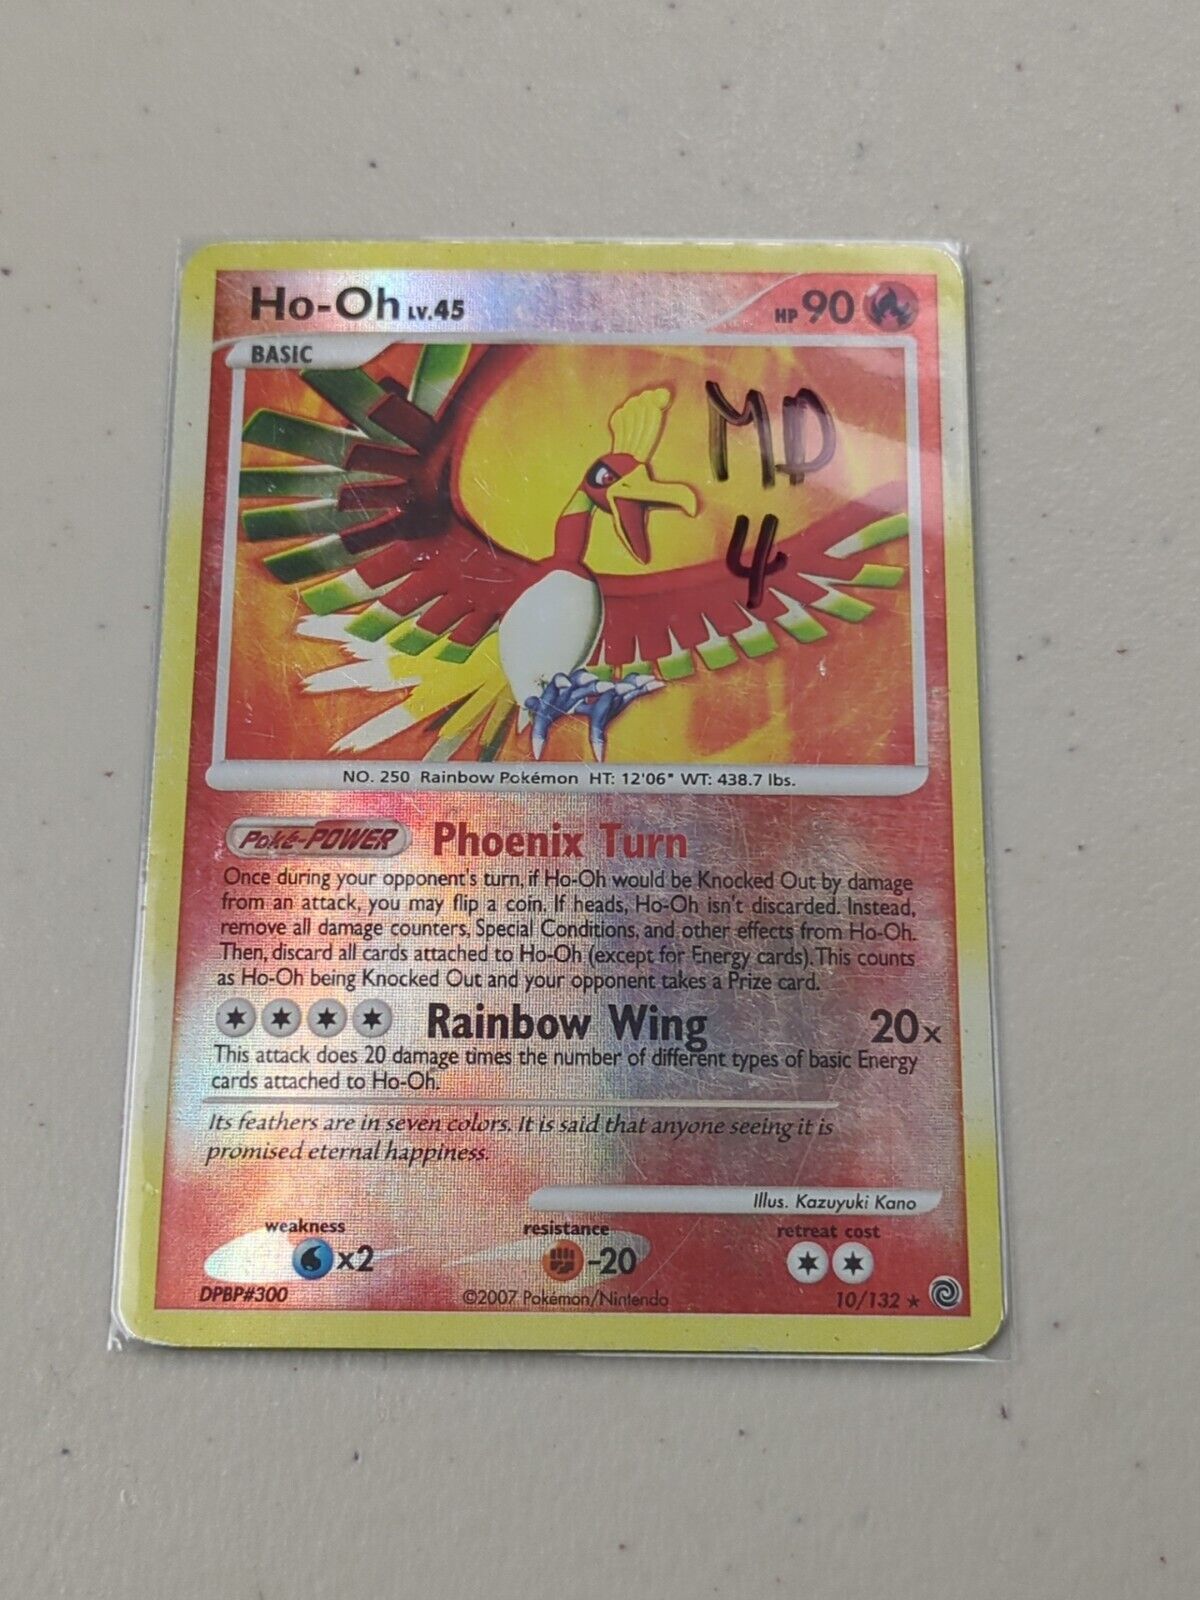 Ho-Oh LV.45 HP 90
BASIC
MD
4
NO. 250 Rainbow Pokémon HT: 12'06" WT: 438.7 lbs.
Poké-POWER Phoenix Turn
Once during your opponent's turn, if Ho-Oh would be Knocked Out by damage
from an attack, you may flip a coin. If heads, Ho-Oh isn't discarded. Instead,
remove all damage counters, Special Conditions, and other effects from Ho-Oh.
Then, discard all cards attached to Ho-Oh (except for Energy cards). This counts
as Ho-Oh being Knocked Out and your opponent takes a Prize card.
Rainbow Wing 20x
This attack does 20 damage times the number of different types of basic Energy
cards attached to Ho-Oh.
Its feathers are in seven colors. It is said that anyone seeing it is
promised eternal happiness.
Illus. Kazuyuki Kano
weakness resistance retreat cost
x2 -20
DPBP#300 ©2007 Pokémon/Nintendo 10/132 ★